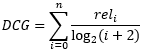 DCG = \sum_{i=0}^{n} \frac{rel_i}{\log_2(i + 2)}